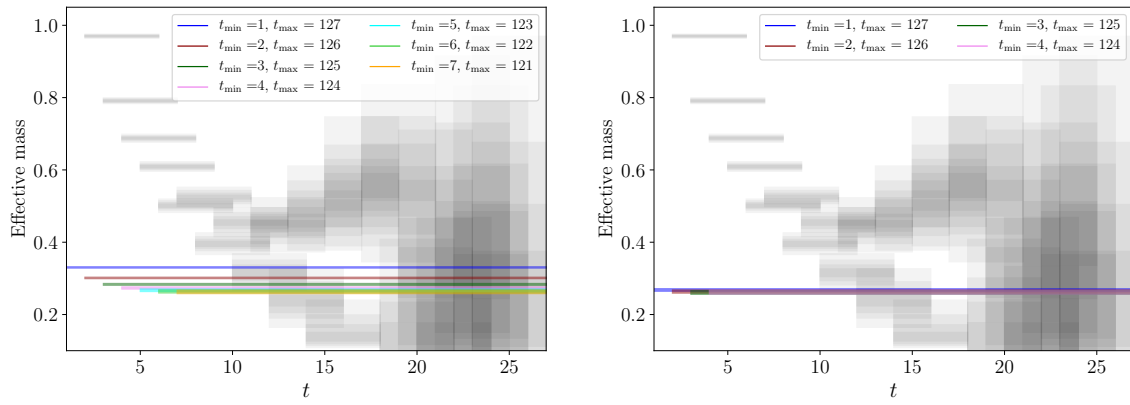 1.0
0.8
0.6
0.4
0.2
Effective mass
t_min =1, t_max = 127
t_min =2, t_max = 126
t_min =3, t_max = 125
t_min =4, t_max = 124
t_min =5, t_max = 123
t_min =6, t_max = 122
t_min =7, t_max = 121
5 10 15 20 25
t
1.0
0.8
0.6
0.4
0.2
Effective mass
t_min =1, t_max = 127
t_min =2, t_max = 126
t_min =3, t_max = 125
t_min =4, t_max = 124
5 10 15 20 25
t